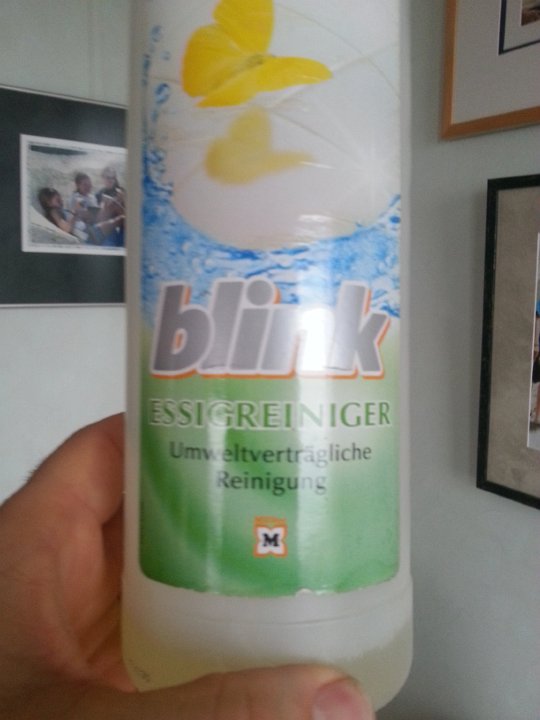 blink
ESSIGREINIGER
Umweltverträgliche
Reinigung
M